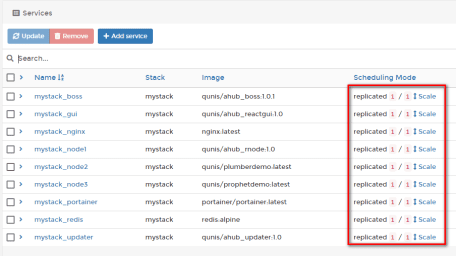 Services
Update Remove + Add service
Search...
Name Stack Image Scheduling Mode
mystack_boss mystack qunis/ahub_boss:1.0.1 replicated 1 / 1 Scale
mystack_gui mystack qunis/ahub_reactgui:1.0 replicated 1 / 1 Scale
mystack_nginx mystack nginx:latest replicated 1 / 1 Scale
mystack_node1 mystack qunis/ahub_rnode:1.0 replicated 1 / 1 Scale
mystack_node2 mystack qunis/plumberdemo:latest replicated 1 / 1 Scale
mystack_node3 mystack qunis/prophetdemo:latest replicated 1 / 1 Scale
mystack_portainer mystack portainer/portainer:latest replicated 1 / 1 Scale
mystack_redis mystack redis:alpine replicated 1 / 1 Scale
mystack_updater mystack qunis/ahub_updater:1.0 replicated 1 / 1 Scale